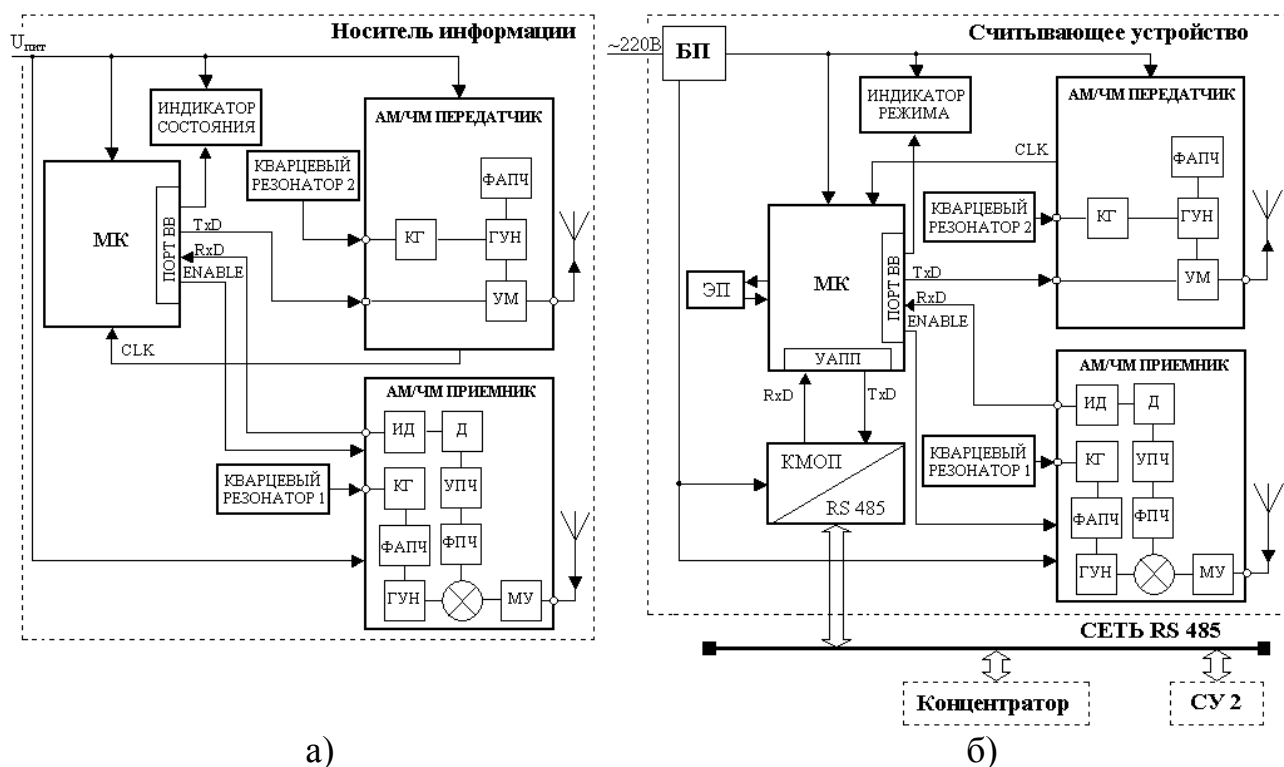 Носитель информации
Uпит
ИНДИКАТОР
СОСТОЯНИЯ
АМ/ЧМ ПЕРЕДАТЧИК
КВАРЦЕВЫЙ
РЕЗОНАТОР 2
ФАПЧ
МК
ПОРТ ВВ
TxD
RxD
ENABLE
КГ
ГУН
УМ
CLK
АМ/ЧМ ПРИЕМНИК
ИД
Д
КВАРЦЕВЫЙ
РЕЗОНАТОР 1
КГ
УПЧ
ФАПЧ
ФПЧ
ГУН
МУ
а)
Считывающее устройство
~220В
БП
ИНДИКАТОР
РЕЖИМА
АМ/ЧМ ПЕРЕДАТЧИК
CLK
ФАПЧ
КВАРЦЕВЫЙ
РЕЗОНАТОР 2
КГ
ГУН
УМ
МК
ПОРТ ВВ
TxD
RxD
ENABLE
ЭП
УАПП
RxD
TxD
АМ/ЧМ ПРИЕМНИК
ИД
Д
КВАРЦЕВЫЙ
РЕЗОНАТОР 1
КГ
УПЧ
КМОП
RS 485
ФАПЧ
ФПЧ
ГУН
МУ
СЕТЬ RS 485
Концентратор
СУ 2
б)